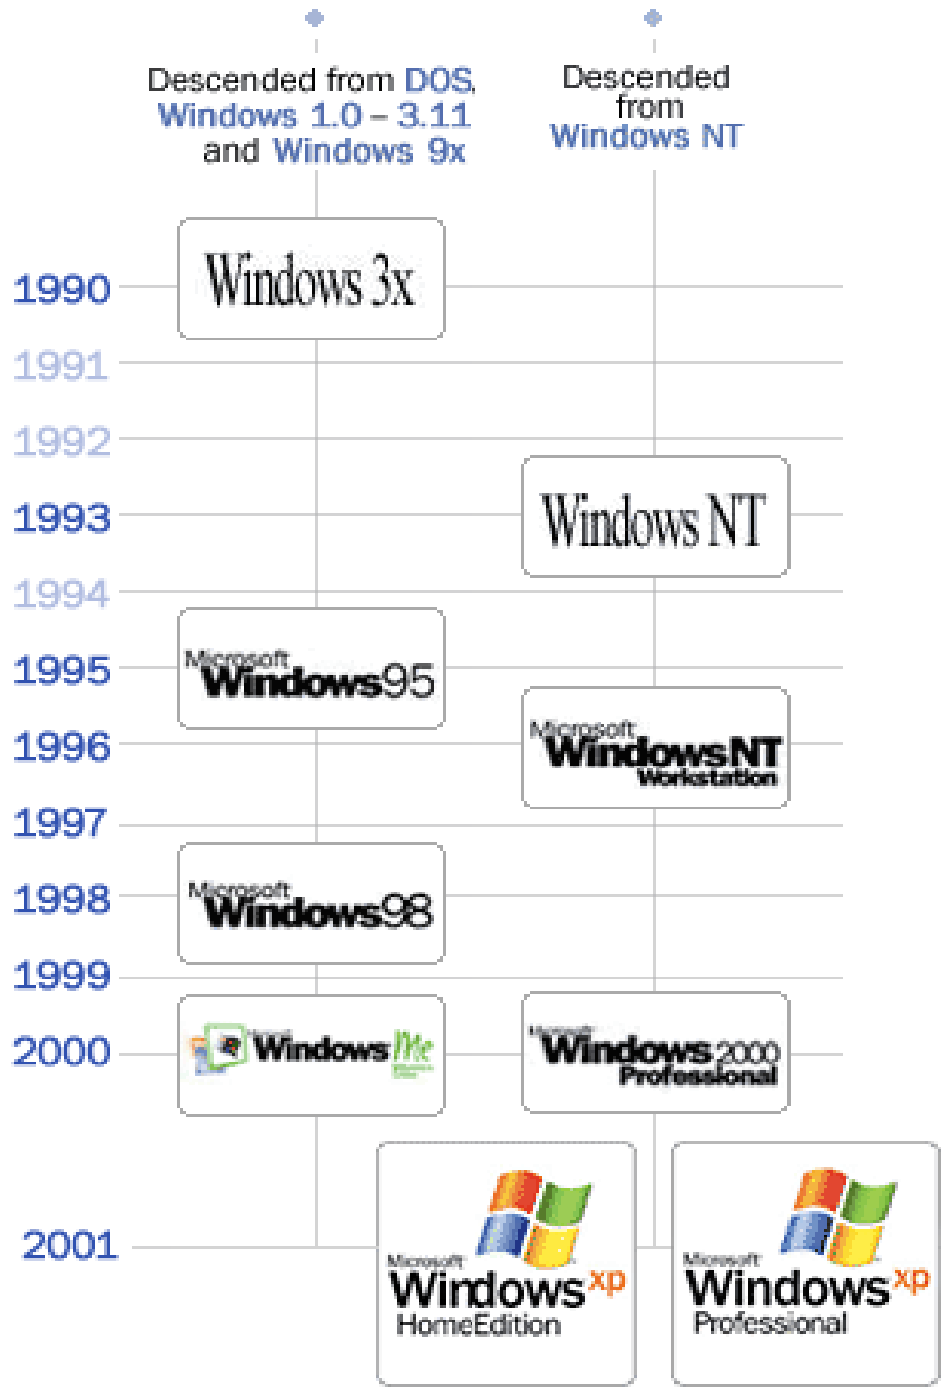 Descended from DOS,
Windows 1.0 – 3.11
and Windows 9x
Descended
from
Windows NT
1990
Windows 3x
1991
1992
1993
Windows NT
1994
1995
Microsoft
Windows95
1996
Microsoft
WindowsNT
Workstation
1997
1998
Microsoft
Windows98
1999
2000
Windows Me
Microsoft
Windows 2000
Professional
2001
Microsoft
Windows xp
HomeEdition
Microsoft
Windows xp
Professional